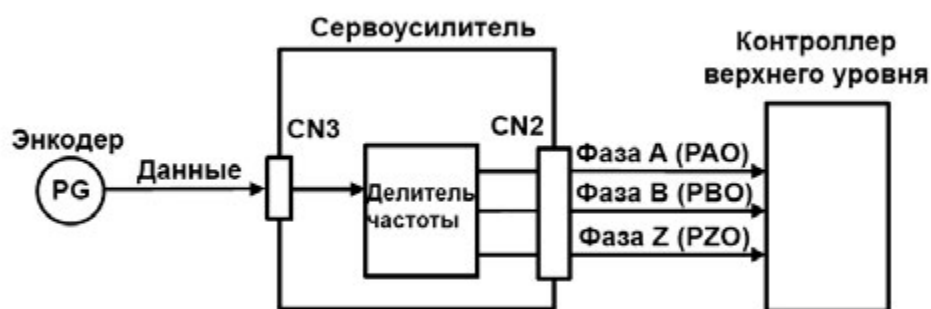 Сервоусилитель
Контроллер
верхнего уровня
Энкодер
PG
Данные
CN3
CN2
Делитель
частоты
Фаза A (PAO)
Фаза B (PBO)
Фаза Z (PZO)